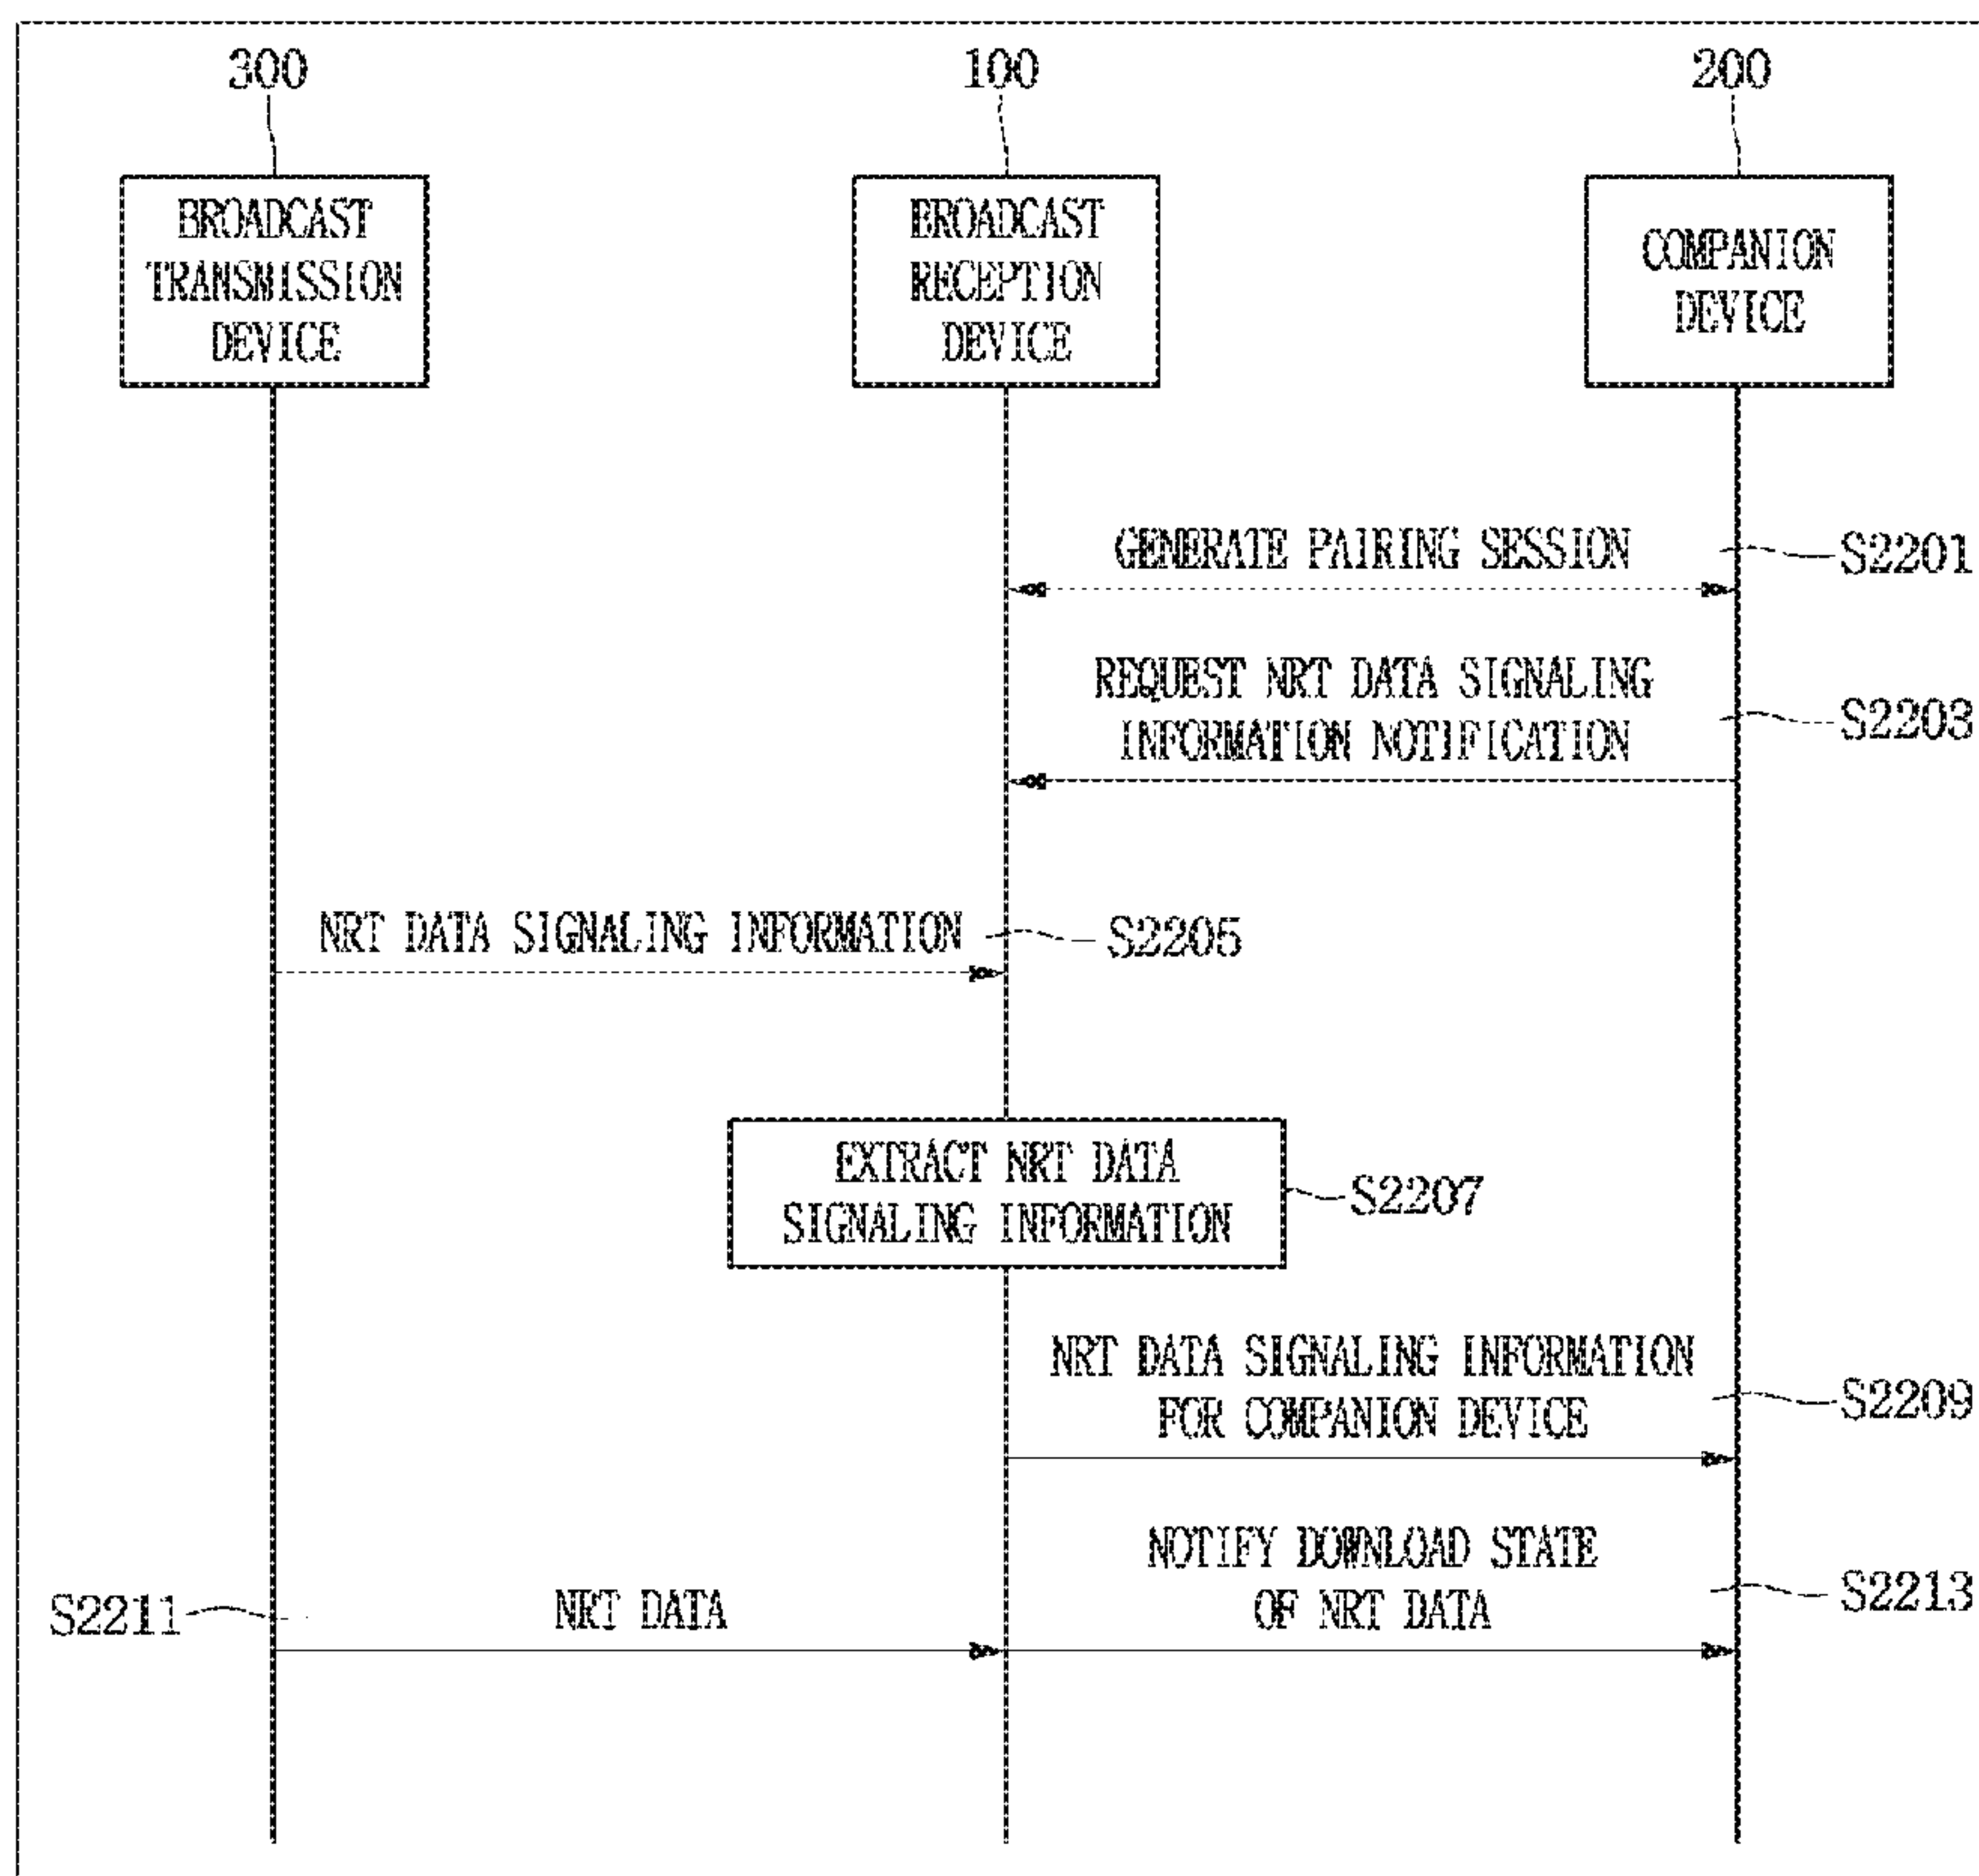 300
100
200
BROADCAST
TRANSMISSION
DEVICE
BROADCAST
RECEPTION
DEVICE
COMPANION
DEVICE
GENERATE PAIRING SESSION
S2201
REQUEST NRT DATA SIGNALING
INFORMATION NOTIFICATION
S2203
NRT DATA SIGNALING INFORMATION
S2205
EXTRACT NRT DATA
SIGNALING INFORMATION
S2207
NRT DATA SIGNALING INFORMATION
FOR COMPANION DEVICE
S2209
S2211
NRT DATA
NOTIFY DOWNLOAD STATE
OF NRT DATA
S2213